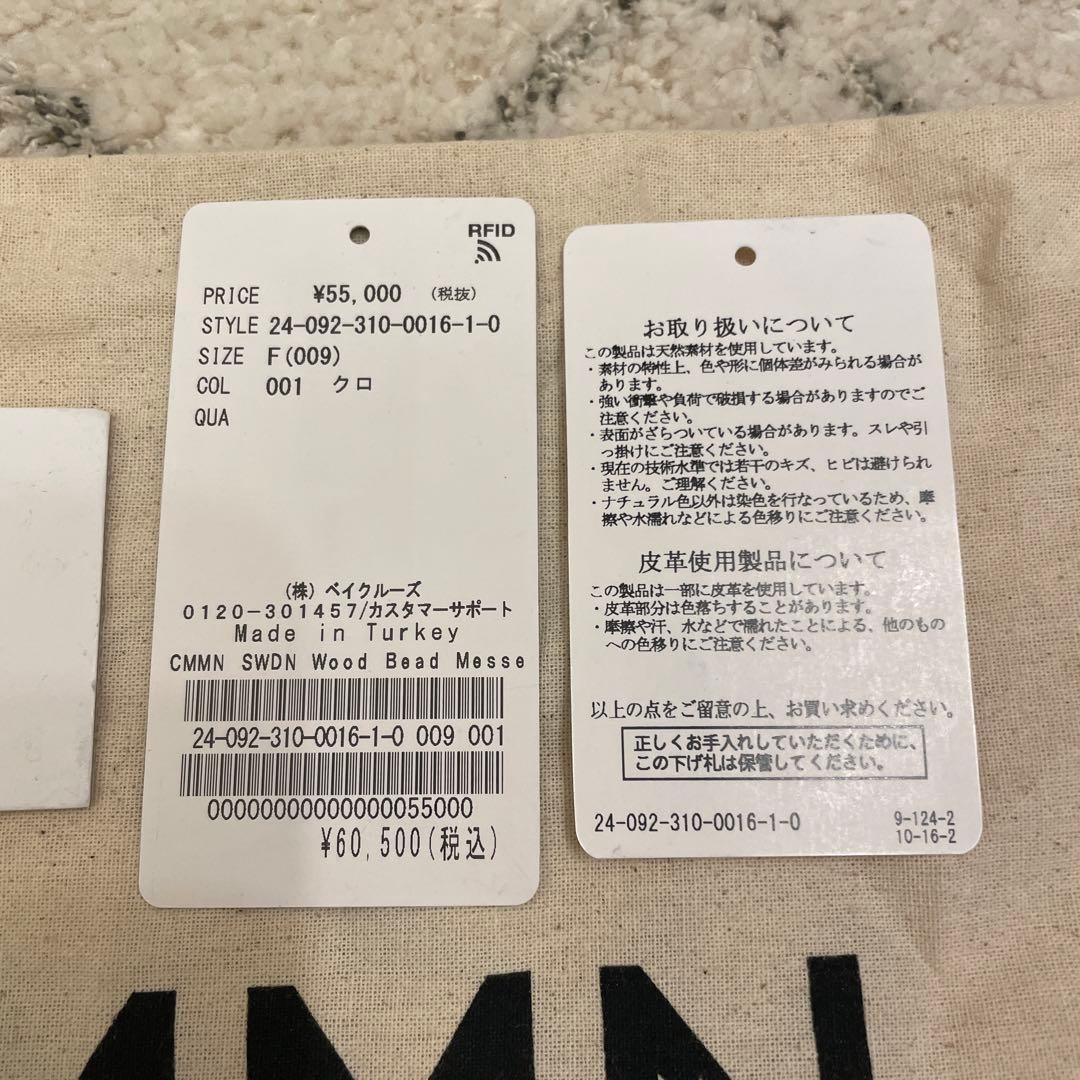 RFID
PRICE ¥55,000 (税抜)
STYLE 24-092-310-0016-1-0
SIZE F(009)
COL 001 クロ
QUA
(株) ベイクルーズ
0120-301457/カスタマーサポート
Made in Turkey
CMMN SWDN Wood Bead Messe
24-092-310-0016-1-0 009 001
0000000000000055000
¥60,500(税込)
お取り扱いについて
この製品は天然素材を使用しています。
・素材の特性上、色や形に個体差がみられる場合が
あります。
・強い衝撃や負荷で破損する場合がありますのでご
注意ください。
・表面がざらついている場合があります。スレや引
っ掛けにご注意ください。
・現在の技術水準では若干のキズ、ヒビは避けられ
ません。ご理解ください。
・ナチュラル色以外は染色を行なっているため、摩
擦や水濡れなどによる色移りにご注意ください。
皮革使用製品について
この製品は一部に皮革を使用しています。
・皮革部分は色落ちすることがあります。
・摩擦や汗、水などで濡れたことによる、他のもの
への色移りにご注意ください。
以上の点をご留意の上、お買い求めください。
正しくお手入れしていただくために、
この下げ札は保管してください。
24-092-310-0016-1-0
9-124-2
10-16-2
MMN